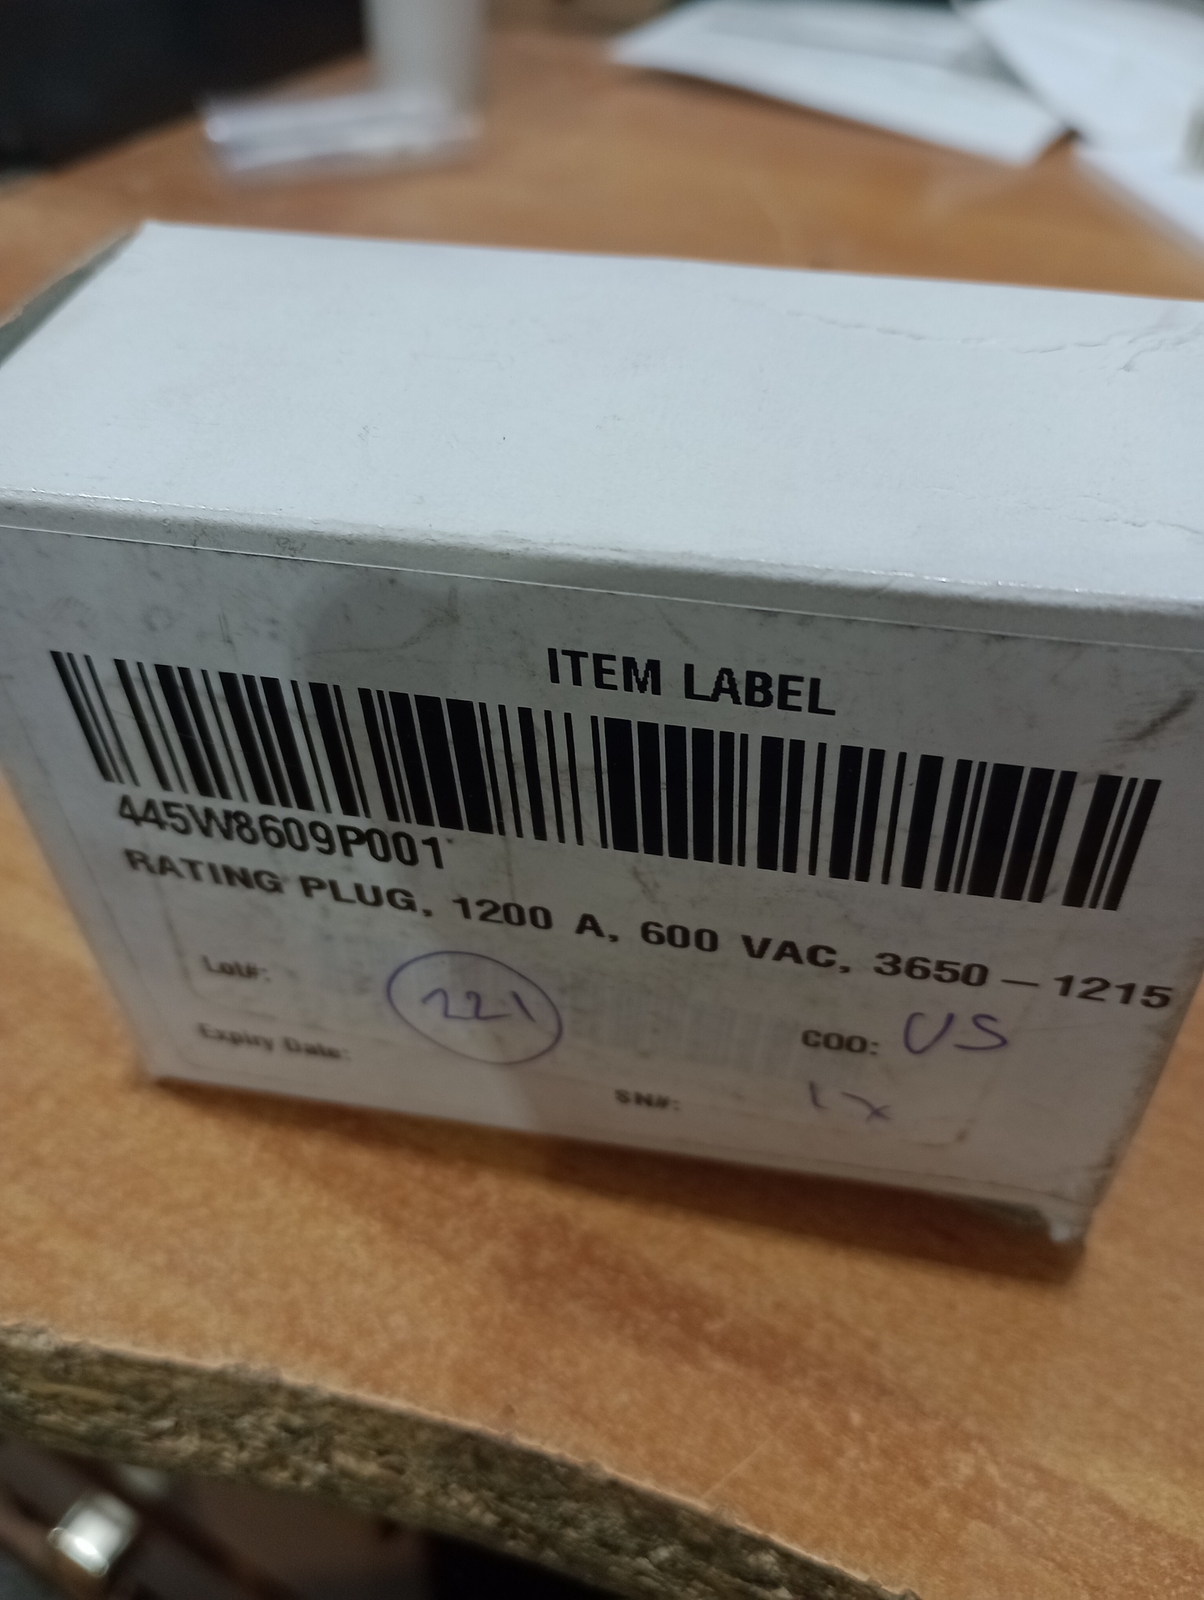 ITEM LABEL
445W8609P001
RATING PLUG, 1200 A, 600 VAC, 3650-1215
Lot#: 221 COO: US
Expiry Date:
SN#: 1x